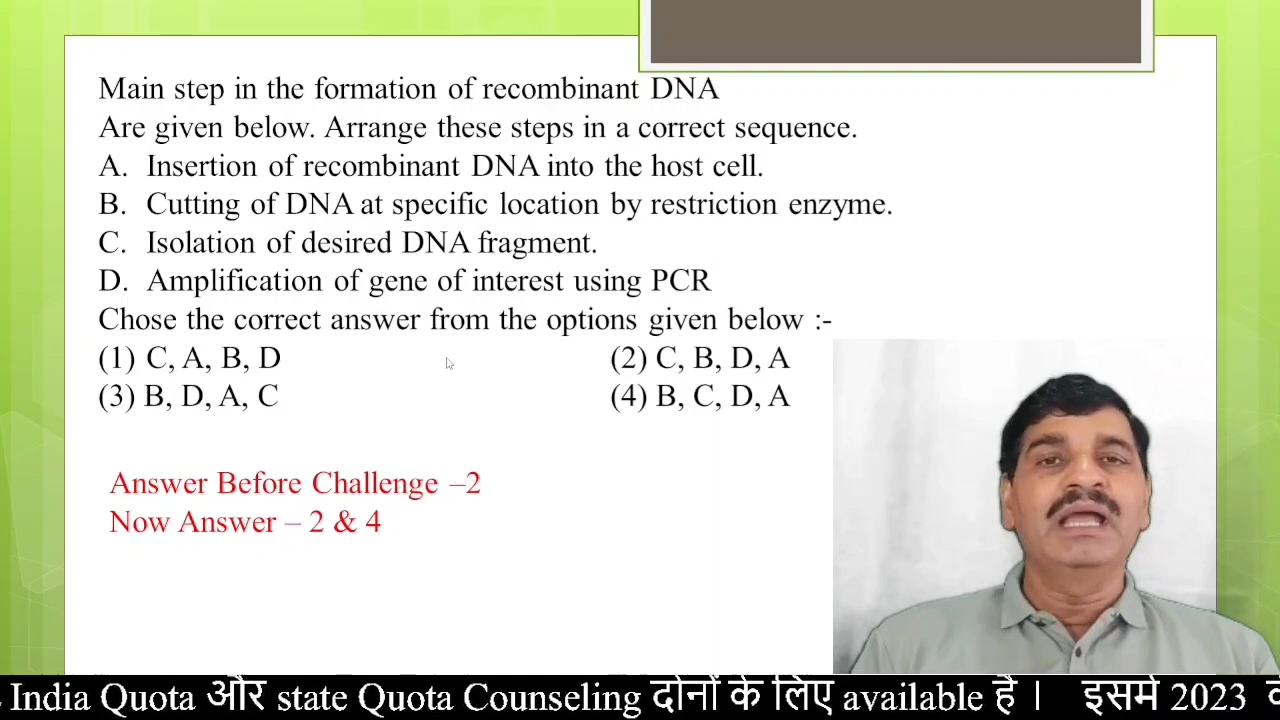 Main step in the formation of recombinant DNA
Are given below. Arrange these steps in a correct sequence.
A. Insertion of recombinant DNA into the host cell.
B. Cutting of DNA at specific location by restriction enzyme.
C. Isolation of desired DNA fragment.
D. Amplification of gene of interest using PCR
Chose the correct answer from the options given below :-
(1) C, A, B, D (2) C, B, D, A
(3) B, D, A, C (4) B, C, D, A
Answer Before Challenge –2
Now Answer – 2 & 4
India Quota और state Quota Counseling दोनों के लिए available है । इसमें 2023